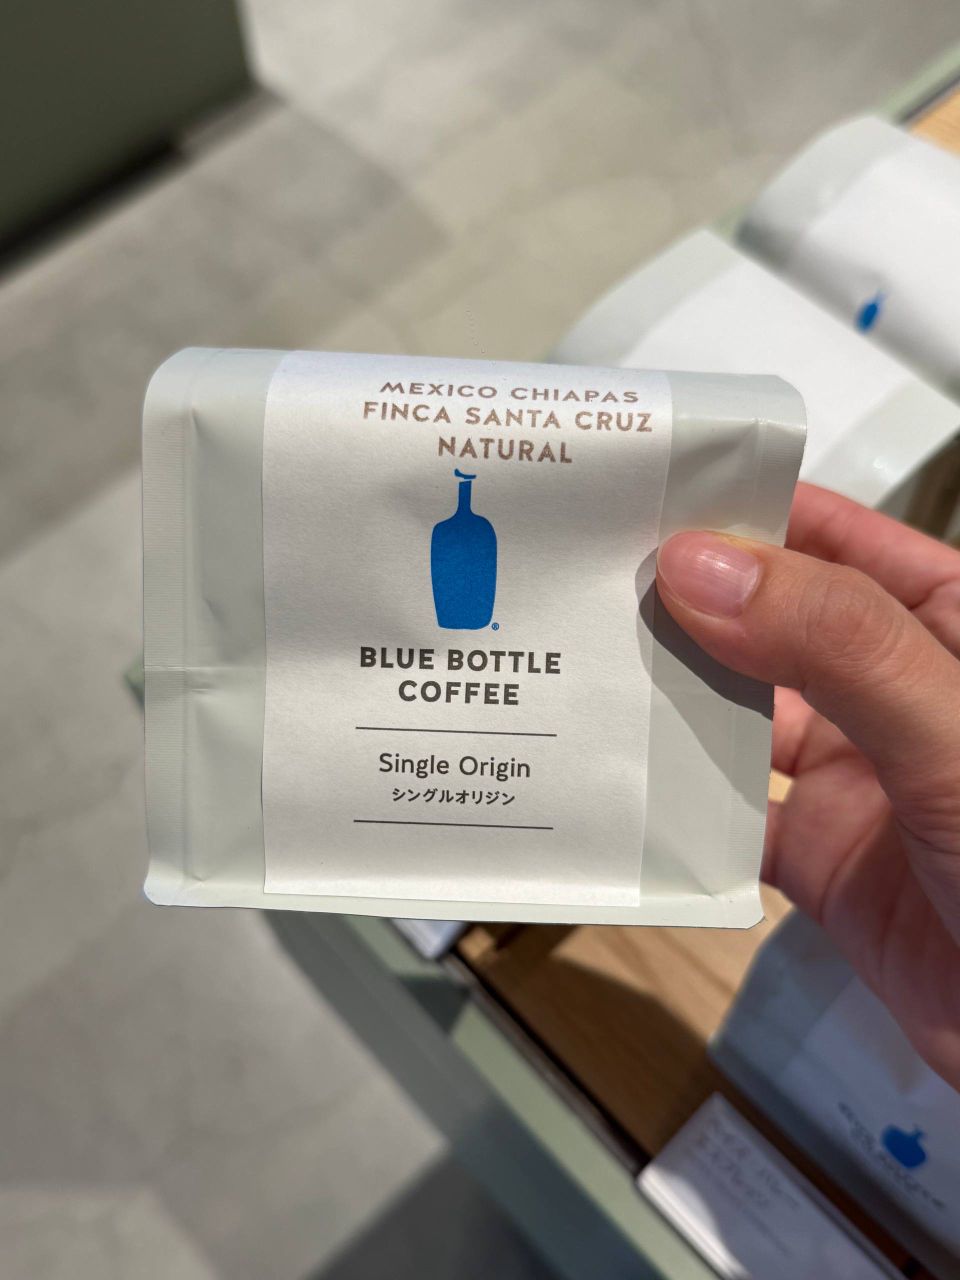 MEXICO CHIAPAS
FINCA SANTA CRUZ
NATURAL
®
BLUE BOTTLE
COFFEE
Single Origin
シングルオリジン